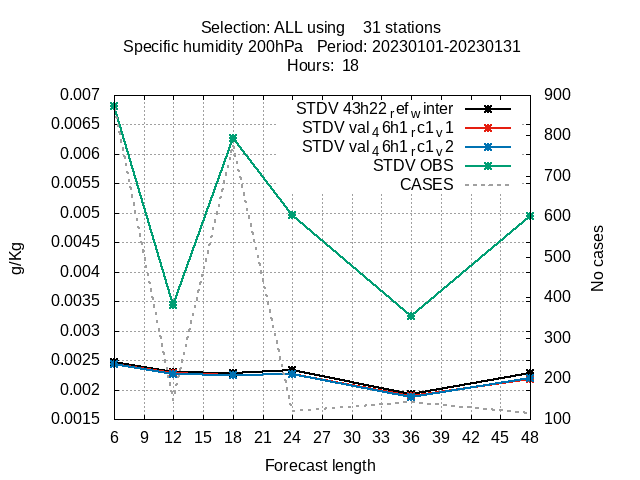 Selection: ALL using    31 stations
Specific humidity 200hPa   Period: 20230101-20230131
Hours:  18
0.007
0.0065
0.006
0.0055
0.005
0.0045
0.004
0.0035
0.003
0.0025
0.002
0.0015
g/Kg
STDV 43h22refwinter
STDV val46h1rc1v1
STDV val46h1rc1v2
STDV OBS
CASES
900
800
700
600
500
400
300
200
100
No cases
6 9 12 15 18 21 24 27 30 33 36 39 42 45 48
Forecast length